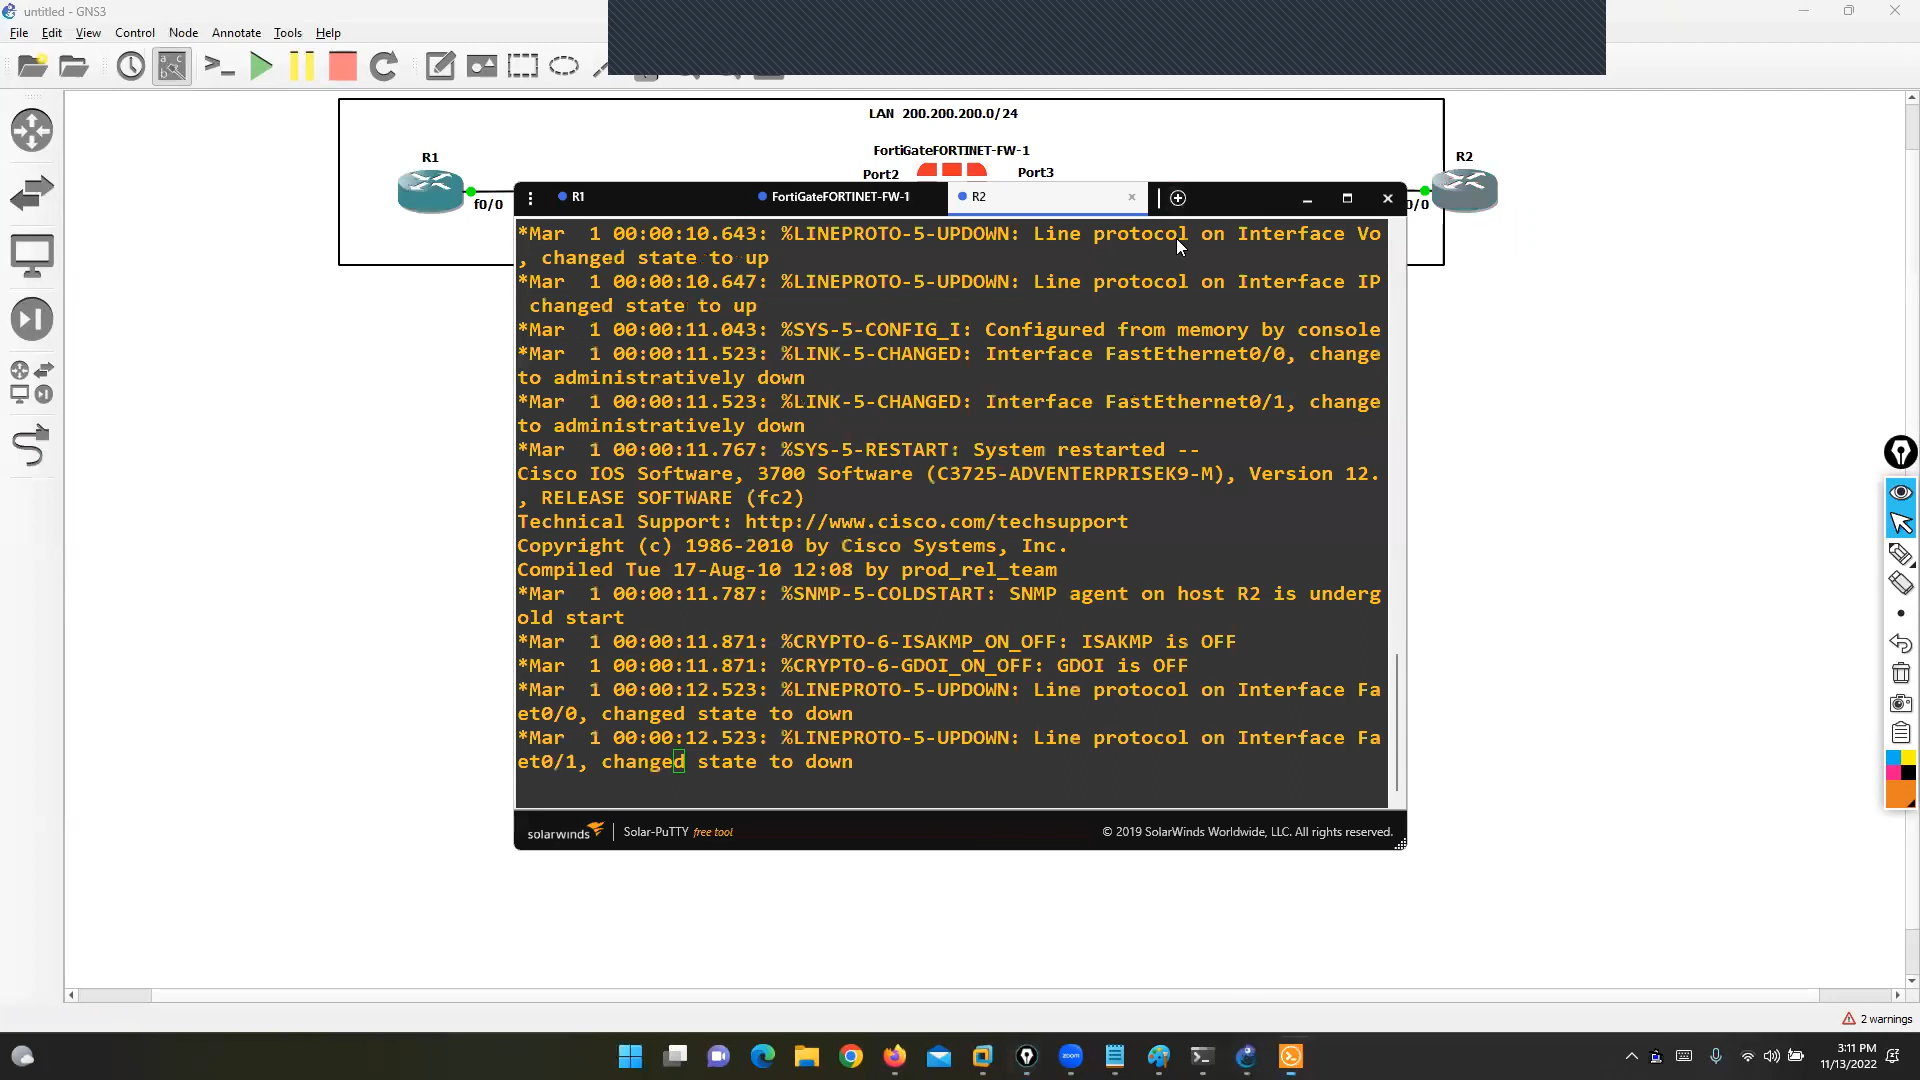 untitled - GNS3
File Edit View Control Node Annotate Tools Help
LAN 200.200.200.0/24
FortiGateFORTINET-FW-1
R1
R2
Port2
Port3
f0/0
0/0
R1
FortiGateFORTINET-FW-1
R2
*Mar  1 00:00:10.643: %LINEPROTO-5-UPDOWN: Line protocol on Interface Vo
, changed state to up
*Mar  1 00:00:10.647: %LINEPROTO-5-UPDOWN: Line protocol on Interface IP
 changed state to up
*Mar  1 00:00:11.043: %SYS-5-CONFIG_I: Configured from memory by console
*Mar  1 00:00:11.523: %LINK-5-CHANGED: Interface FastEthernet0/0, change
to administratively down
*Mar  1 00:00:11.523: %LINK-5-CHANGED: Interface FastEthernet0/1, change
to administratively down
*Mar  1 00:00:11.767: %SYS-5-RESTART: System restarted --
Cisco IOS Software, 3700 Software (C3725-ADVENTERPRISEK9-M), Version 12.
, RELEASE SOFTWARE (fc2)
Technical Support: http://www.cisco.com/techsupport
Copyright (c) 1986-2010 by Cisco Systems, Inc.
Compiled Tue 17-Aug-10 12:08 by prod_rel_team
*Mar  1 00:00:11.787: %SNMP-5-COLDSTART: SNMP agent on host R2 is underg
old start
*Mar  1 00:00:11.871: %CRYPTO-6-ISAKMP_ON_OFF: ISAKMP is OFF
*Mar  1 00:00:11.871: %CRYPTO-6-GDOI_ON_OFF: GDOI is OFF
*Mar  1 00:00:12.523: %LINEPROTO-5-UPDOWN: Line protocol on Interface Fa
et0/0, changed state to down
*Mar  1 00:00:12.523: %LINEPROTO-5-UPDOWN: Line protocol on Interface Fa
et0/1, changed state to down
solarwinds Solar-PuTTY free tool
© 2019 SolarWinds Worldwide, LLC. All rights reserved.
2 warnings
zoom
3:11 PM
11/13/2022